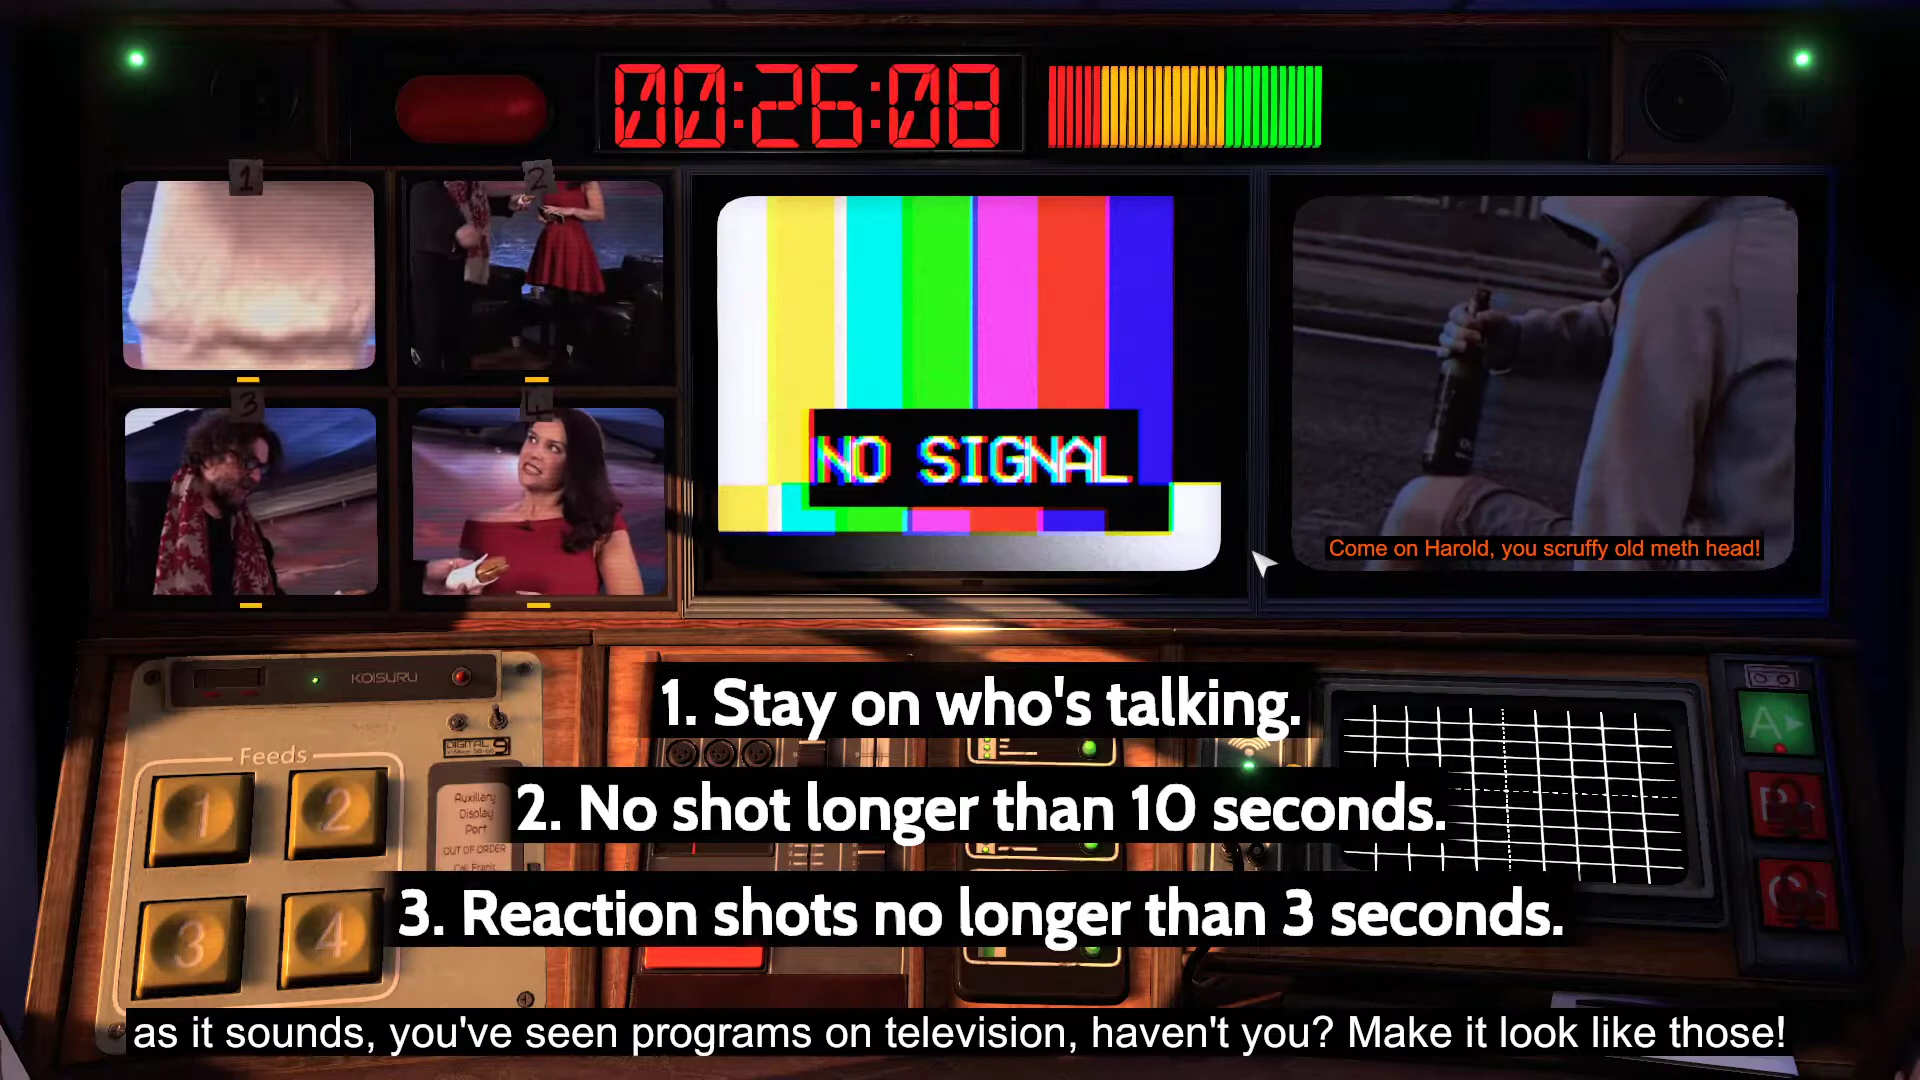 00:26:08
1
2
3
4
NO SIGNAL
Come on Harold, you scruffy old meth head!
KOISURU
DIGITAL 9
Feeds
1
2
3
4
Auxillary
Display
Port
OUT OF ORDER
1. Stay on who's talking.
2. No shot longer than 10 seconds.
3. Reaction shots no longer than 3 seconds.
A
as it sounds, you've seen programs on television, haven't you? Make it look like those!